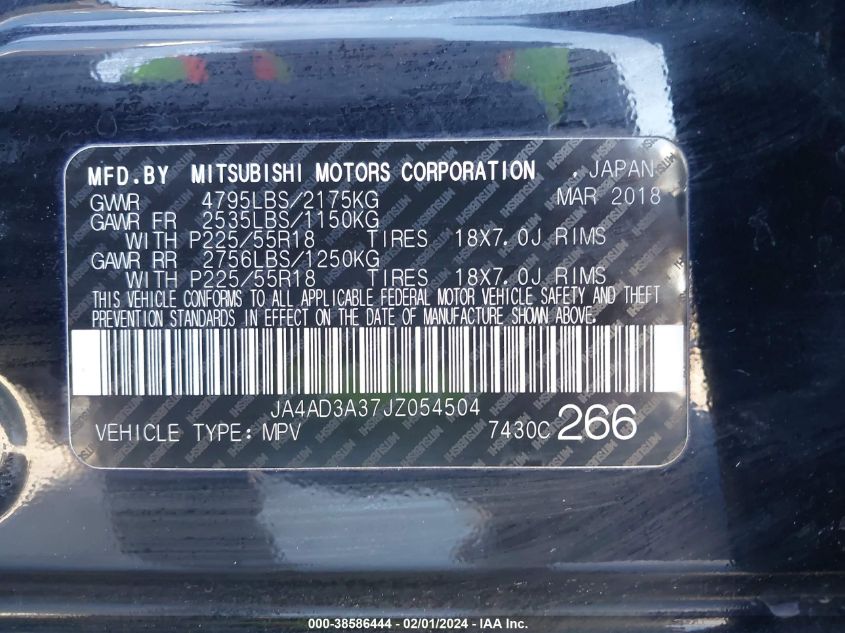 MFD.BY MITSUBISHI MOTORS CORPORATION . JAPAN
GVWR 4795LBS/2175KG MAR 2018
GAWR FR 2535LBS/1150KG
WITH P225/55R18 TIRES 18X7.0J RIMS
GAWR RR 2756LBS/1250KG
WITH P225/55R18 TIRES 18X7.0J RIMS
THIS VEHICLE CONFORMS TO ALL APPLICABLE FEDERAL MOTOR VEHICLE SAFETY AND THEFT
PREVENTION STANDARDS IN EFFECT ON THE DATE OF MANUFACTURE SHOWN ABOVE.
JA4AD3A37JZ054504
VEHICLE TYPE: MPV 7430C 266
000-38586444 - 02/01/2024 - IAA Inc.